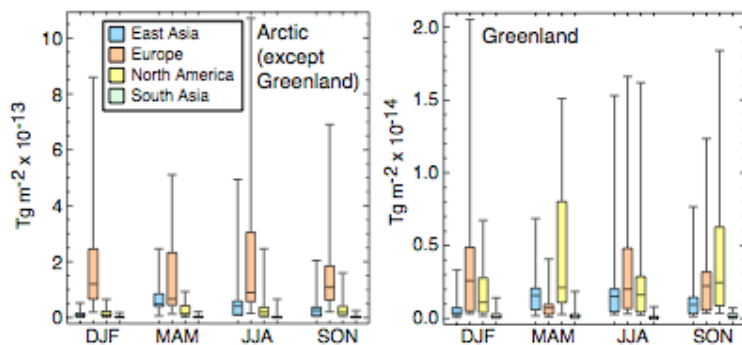 East Asia
Europe
North America
South Asia
Arctic
(except
Greenland)
Tg m-2 x 10-13
10
8
6
4
2
0
DJF
MAM
JJA
SON
Greenland
Tg m-2 x 10-14
2.0
1.5
1.0
0.5
0.0
DJF
MAM
JJA
SON